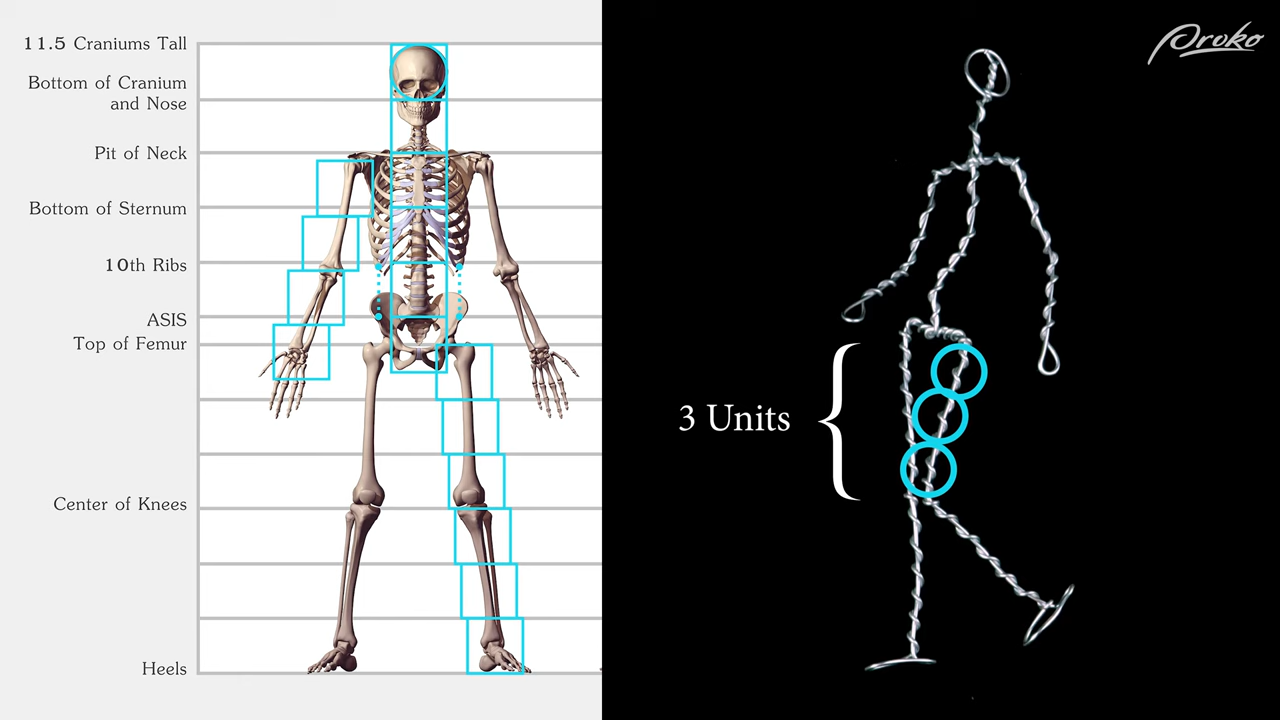 11.5 Craniums Tall
Bottom of Cranium
and Nose
Pit of Neck
Bottom of Sternum
10th Ribs
ASIS
Top of Femur
Center of Knees
Heels
Proko
3 Units